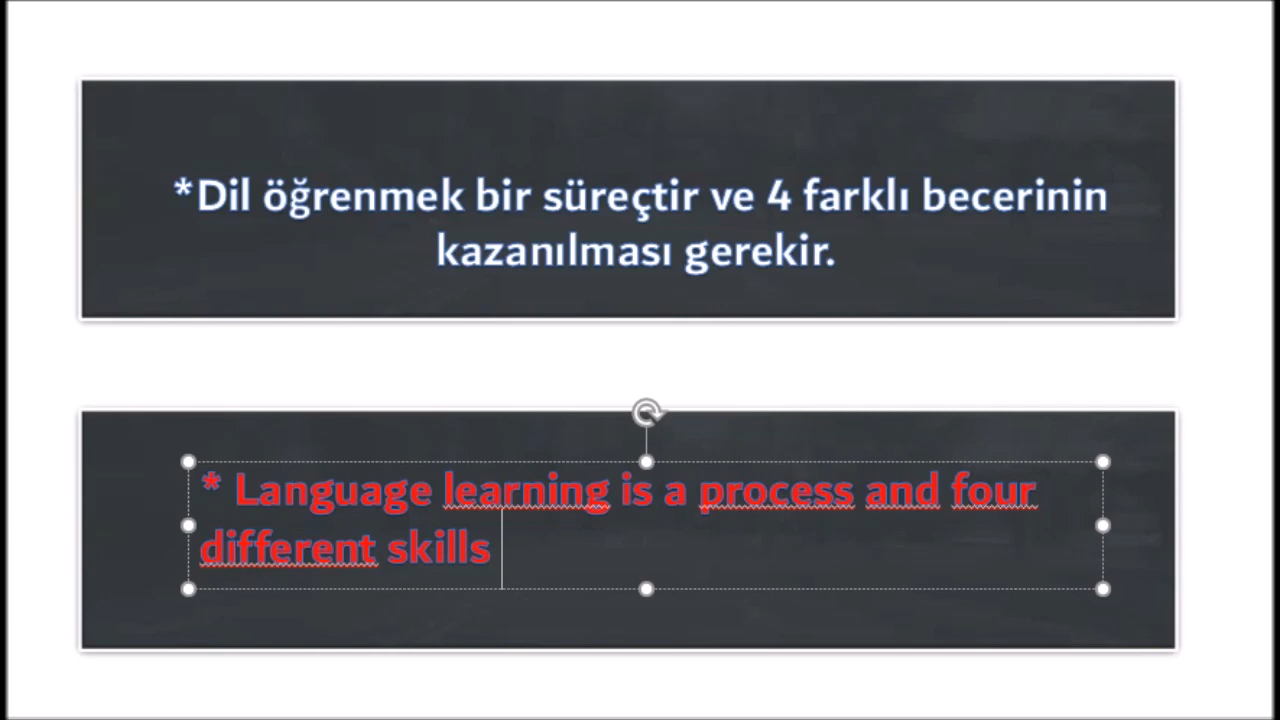 *Dil öğrenmek bir süreçtir ve 4 farklı becerinin
kazanılması gerekir.
* Language learning is a process and four
different skills